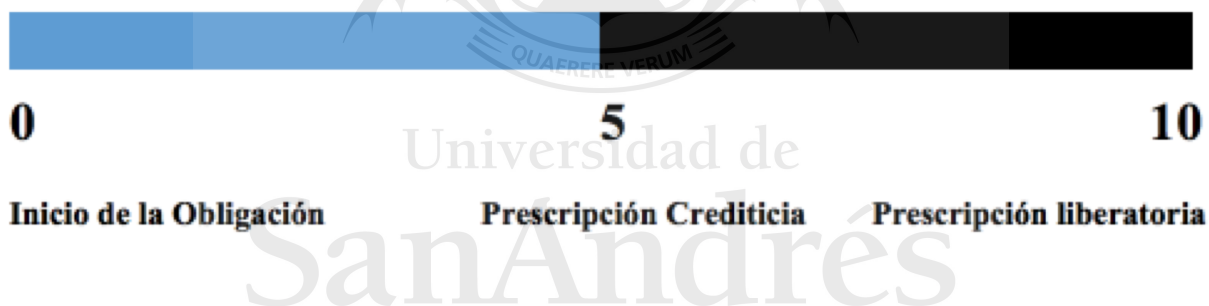 QUAERERE VERUM
0 5 10
Universidad de
Inicio de la Obligación Prescripción Crediticia Prescripción liberatoria
SanAndrés